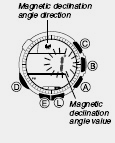 Magnetic declination
angle direction
C
B
A
D
E
L
Magnetic
declination
angle value